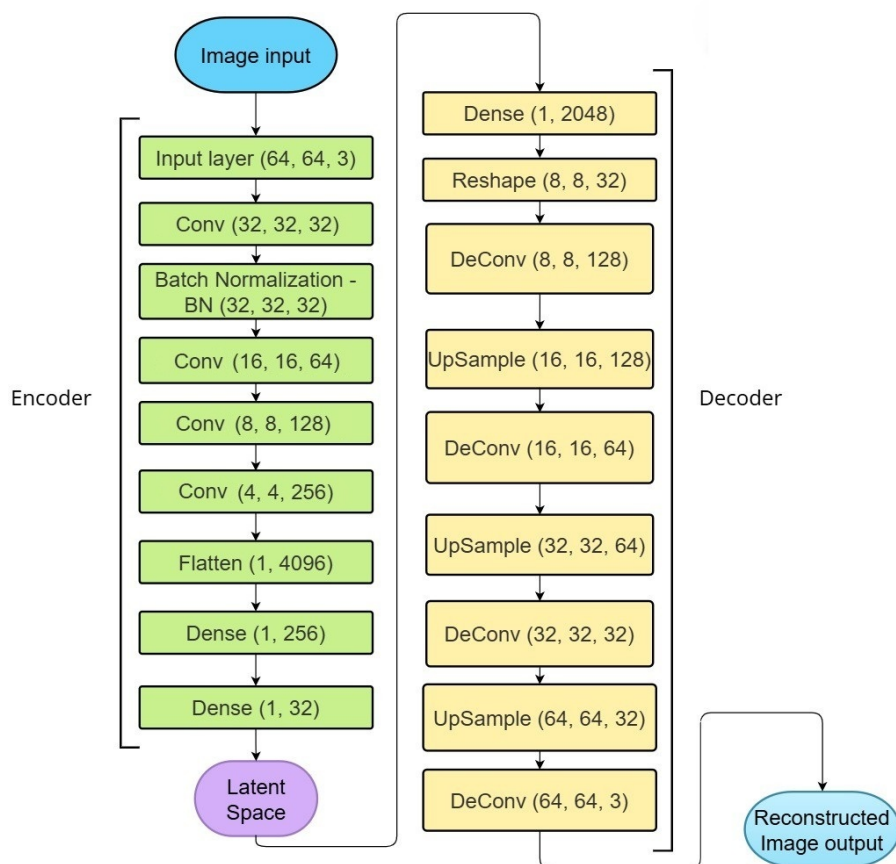 Image input
Encoder
Input layer (64, 64, 3)
Conv (32, 32, 32)
Batch Normalization -
BN (32, 32, 32)
Conv (16, 16, 64)
Conv (8, 8, 128)
Conv (4, 4, 256)
Flatten (1, 4096)
Dense (1, 256)
Dense (1, 32)
Latent
Space
Dense (1, 2048)
Reshape (8, 8, 32)
DeConv (8, 8, 128)
UpSample (16, 16, 128)
DeConv (16, 16, 64)
UpSample (32, 32, 64)
DeConv (32, 32, 32)
UpSample (64, 64, 32)
DeConv (64, 64, 3)
Decoder
Reconstructed
Image output